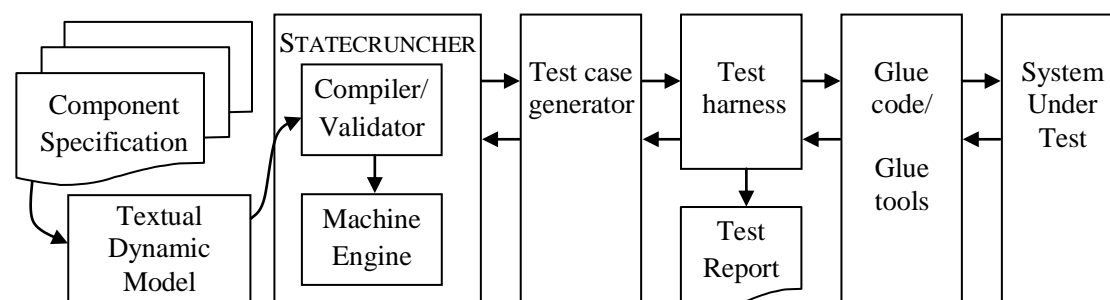 Component
Specification
Textual
Dynamic
Model
STATECRUNCHER
Compiler/
Validator
Machine
Engine
Test case
generator
Test
harness
Test
Report
Glue
code/
Glue
tools
System
Under
Test